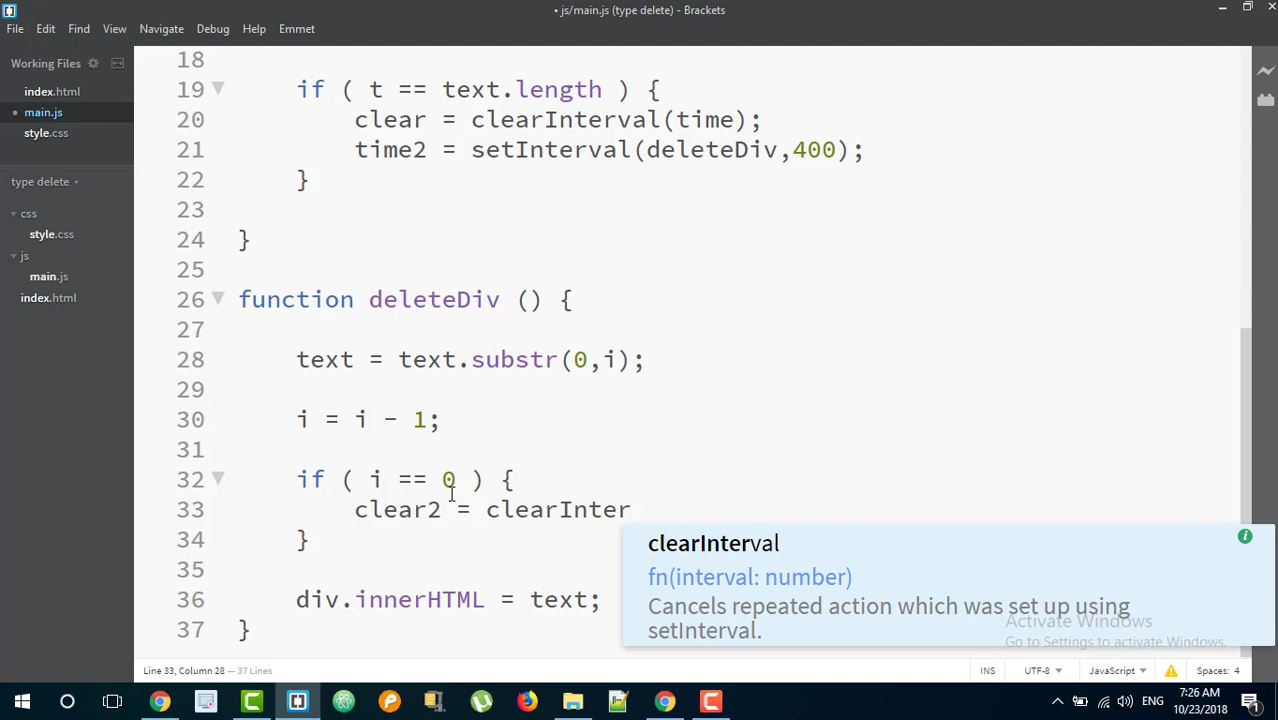 • js/main.js (type delete) - Brackets
File Edit Find View Navigate Debug Help Emmet
Working Files
index.html
• main.js
style.css
type delete
css
style.css
js
main.js
index.html
18
19 if ( t == text.length ) {
20 clear = clearInterval(time);
21 time2 = setInterval(deleteDiv,400);
22 }
23
24 }
25
26 function deleteDiv () {
27
28 text = text.substr(0,i);
29
30 i = i - 1;
31
32 if ( i == 0 ) {
33 clear2 = clearInter
34 }
35
36 div.innerHTML = text;
37 }
clearInterval
fn(interval: number)
Cancels repeated action which was set up using
setInterval.
Activate Windows
Go to Settings to activate Windows.
Line 33, Column 28 — 37 Lines
INS UTF-8 JavaScript Spaces: 4
ENG
7:26 AM
10/23/2018